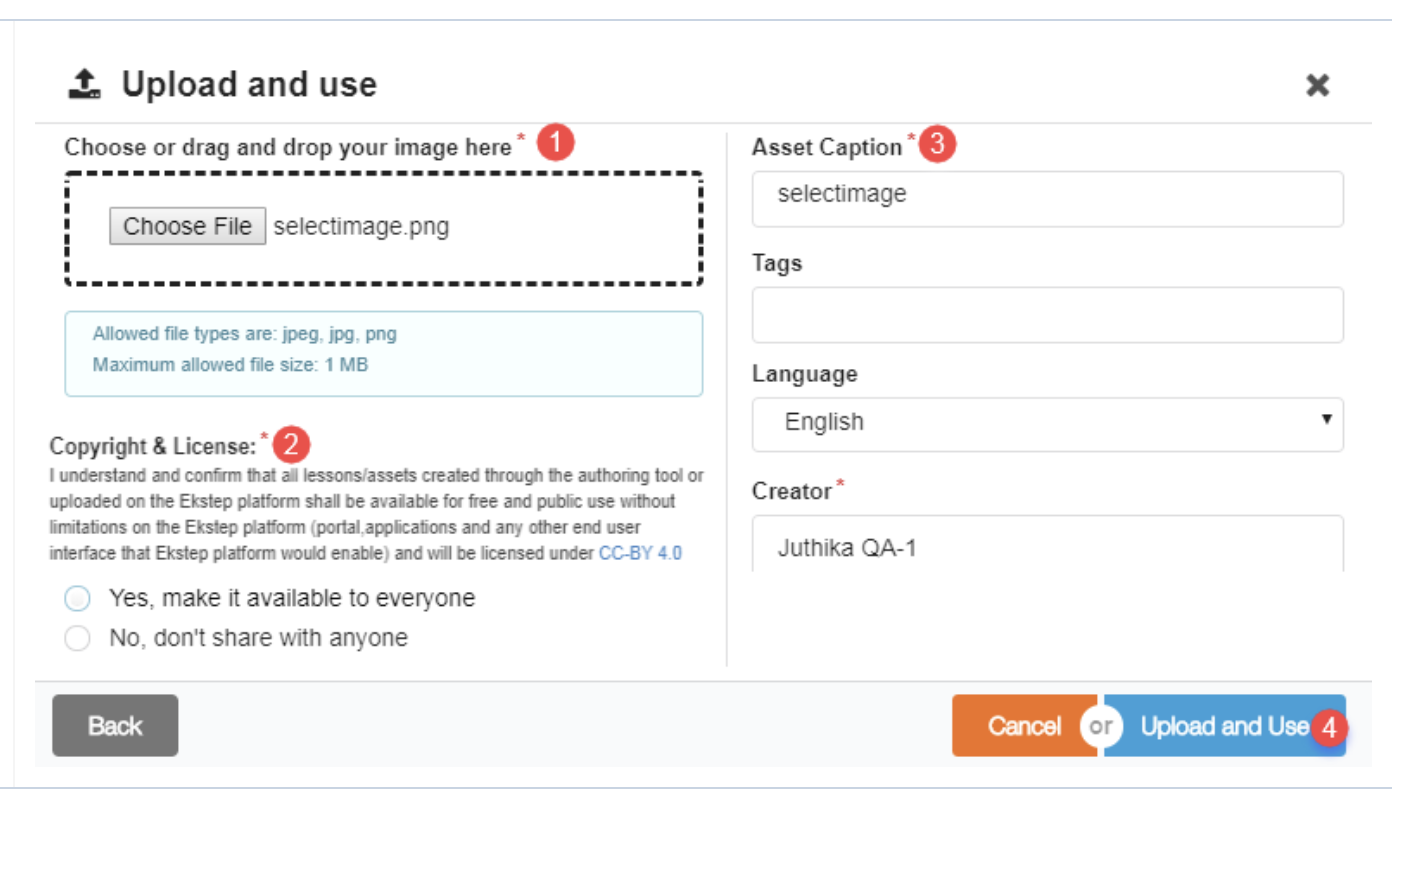 Upload and use
Choose or drag and drop your image here * 1
Choose File selectimage.png
Allowed file types are: jpeg, jpg, png
Maximum allowed file size: 1 MB
Copyright & License: * 2
I understand and confirm that all lessons/assets created through the authoring tool or
uploaded on the Ekstep platform shall be available for free and public use without
limitations on the Ekstep platform (portal,applications and any other end user
interface that Ekstep platform would enable) and will be licensed under CC-BY 4.0
Yes, make it available to everyone
No, don't share with anyone
Asset Caption * 3
selectimage
Tags
Language
English
Creator *
Juthika QA-1
Back
Cancel or Upload and Use 4